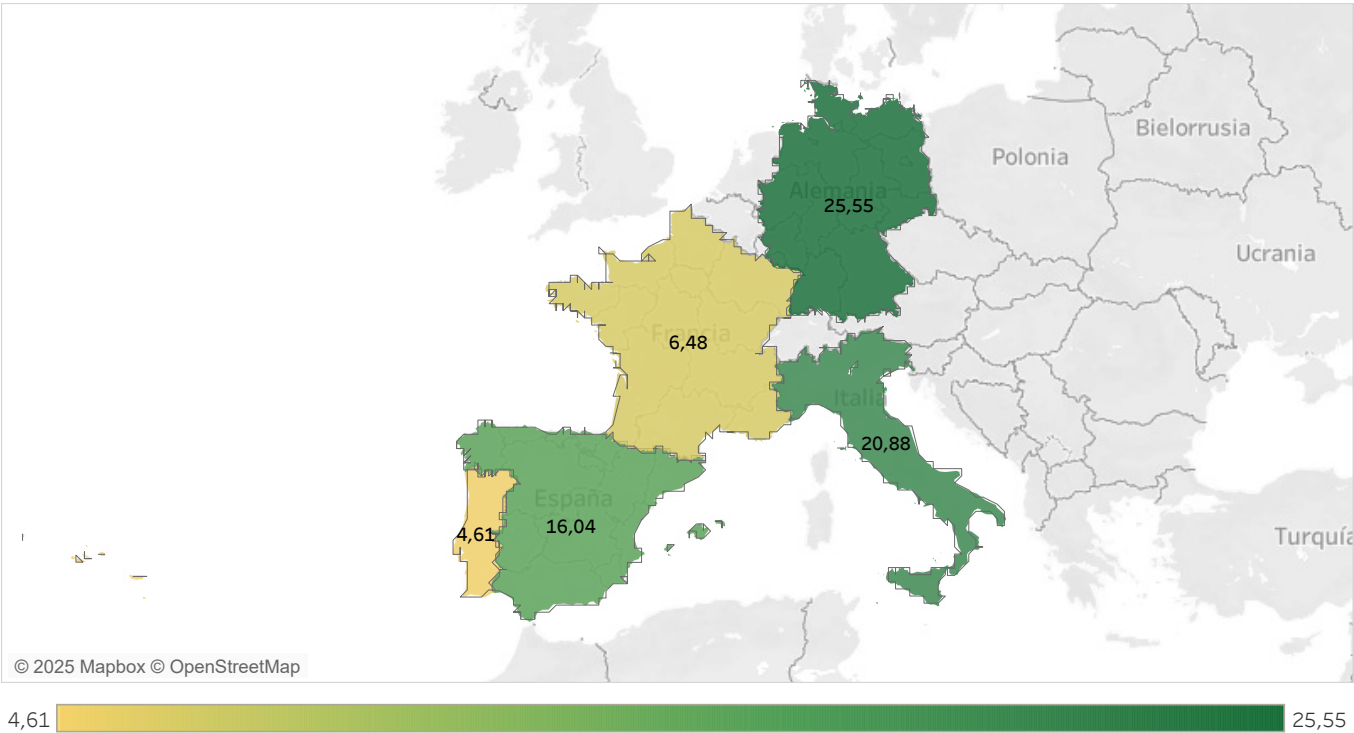 Bielorrusia
Polonia
Alemania
25,55
Ucrania
Francia
6,48
Italia
20,88
España
16,04
4,61
Turquía
© 2025 Mapbox © OpenStreetMap
4,61
25,55